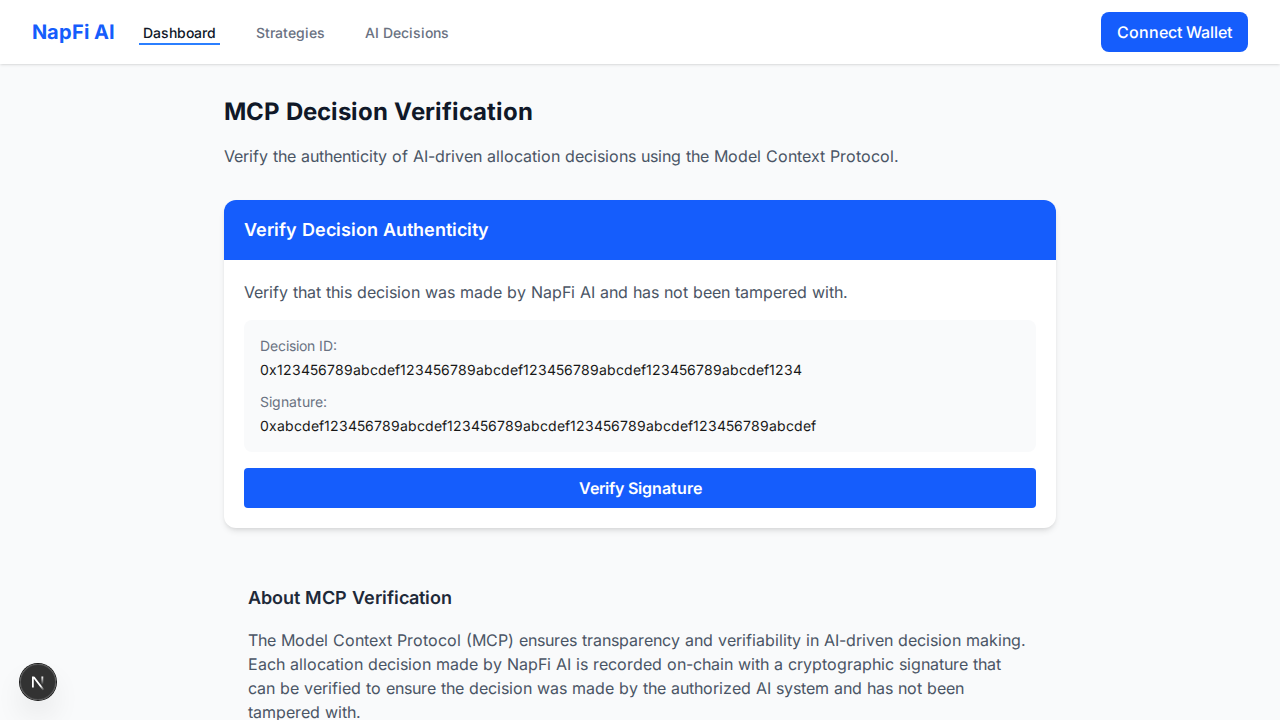 NapFi AI
Dashboard
Strategies
AI Decisions
Connect Wallet
MCP Decision Verification
Verify the authenticity of AI-driven allocation decisions using the Model Context Protocol.
Verify Decision Authenticity
Verify that this decision was made by NapFi AI and has not been tampered with.
Decision ID:
0x123456789abcdef123456789abcdef123456789abcdef123456789abcdef1234
Signature:
0xabcdef123456789abcdef123456789abcdef123456789abcdef123456789abcdef
Verify Signature
About MCP Verification
The Model Context Protocol (MCP) ensures transparency and verifiability in AI-driven decision making.
Each allocation decision made by NapFi AI is recorded on-chain with a cryptographic signature that
can be verified to ensure the decision was made by the authorized AI system and has not been
tampered with.
N